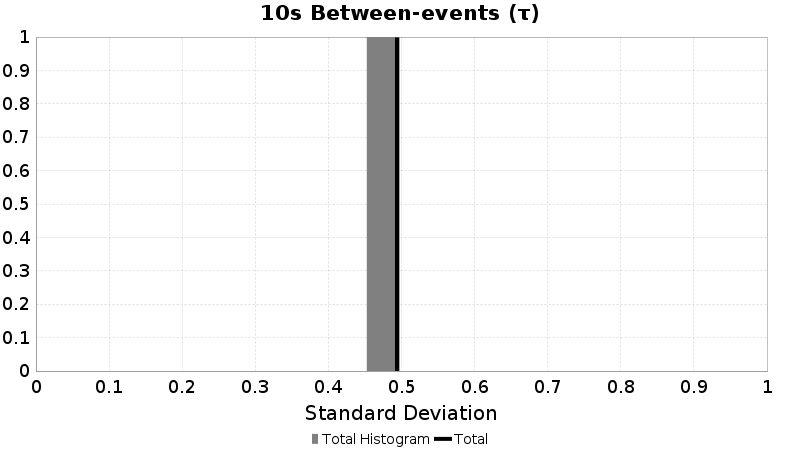 10s Between-events (τ)
1
0.9
0.8
0.7
0.6
0.5
0.4
0.3
0.2
0.1
0
0 0.1 0.2 0.3 0.4 0.5 0.6 0.7 0.8 0.9 1
Standard Deviation
Total Histogram Total